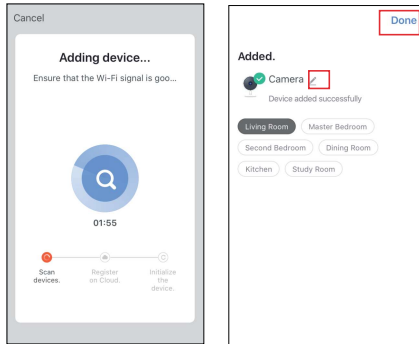 Cancel
Adding device...
Ensure that the Wi-Fi signal is goo...
01:55
Scan
devices.
Register
on Cloud.
Initialize
the
device.
Done
Added.
Camera
Device added successfully
Living Room Master Bedroom
Second Bedroom Dining Room
Kitchen Study Room